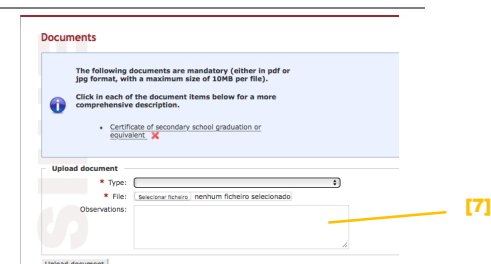 Documents
The following documents are mandatory (either in pdf or
jpg format, with a maximum size of 10MB per file).
Click in each of the document items below for a more
comprehensive description.
Certificate of secondary school graduation or
equivalent
Upload document
* Type:
* File: Selecionar ficheiro nenhum ficheiro selecionado
Observations:
[7]
Upload document